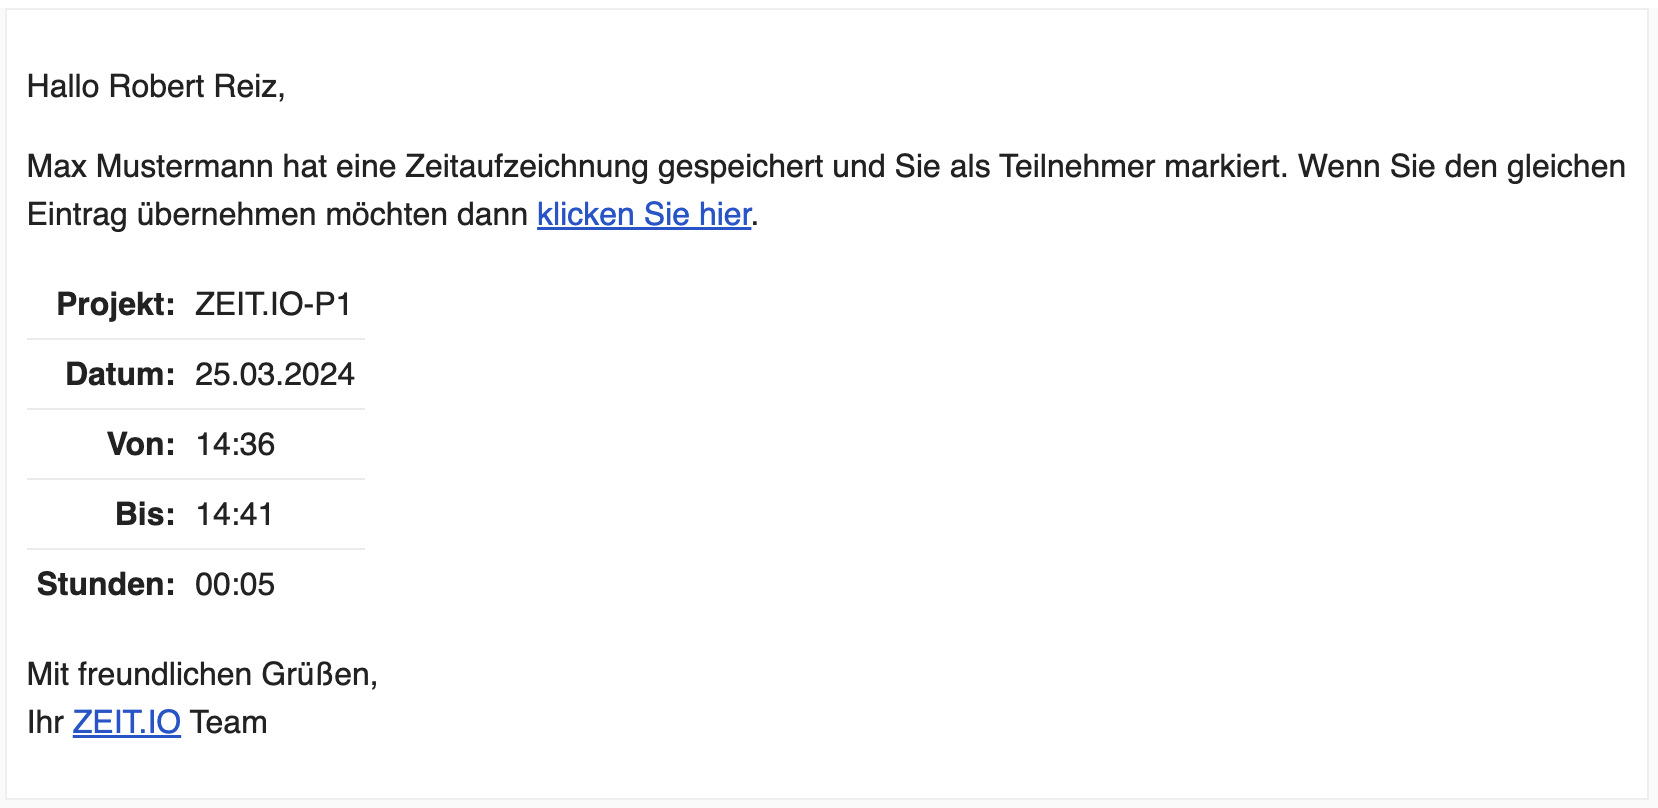 Hallo Robert Reiz,
Max Mustermann hat eine Zeitaufzeichnung gespeichert und Sie als Teilnehmer markiert. Wenn Sie den gleichen
Eintrag übernehmen möchten dann klicken Sie hier.
Projekt: ZEIT.IO-P1
Datum: 25.03.2024
Von: 14:36
Bis: 14:41
Stunden: 00:05
Mit freundlichen Grüßen,
Ihr ZEIT.IO Team